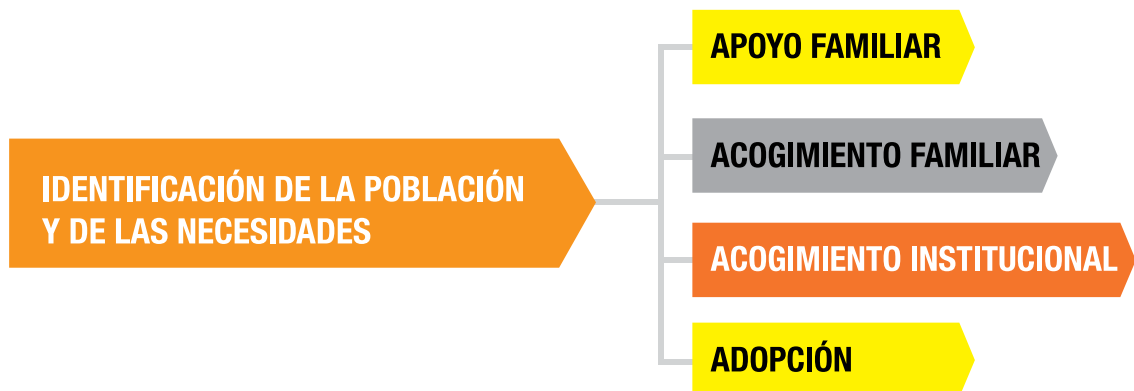 IDENTIFICACIÓN DE LA POBLACIÓN
Y DE LAS NECESIDADES
APOYO FAMILIAR
ACOGIMIENTO FAMILIAR
ACOGIMIENTO INSTITUCIONAL
ADOPCIÓN